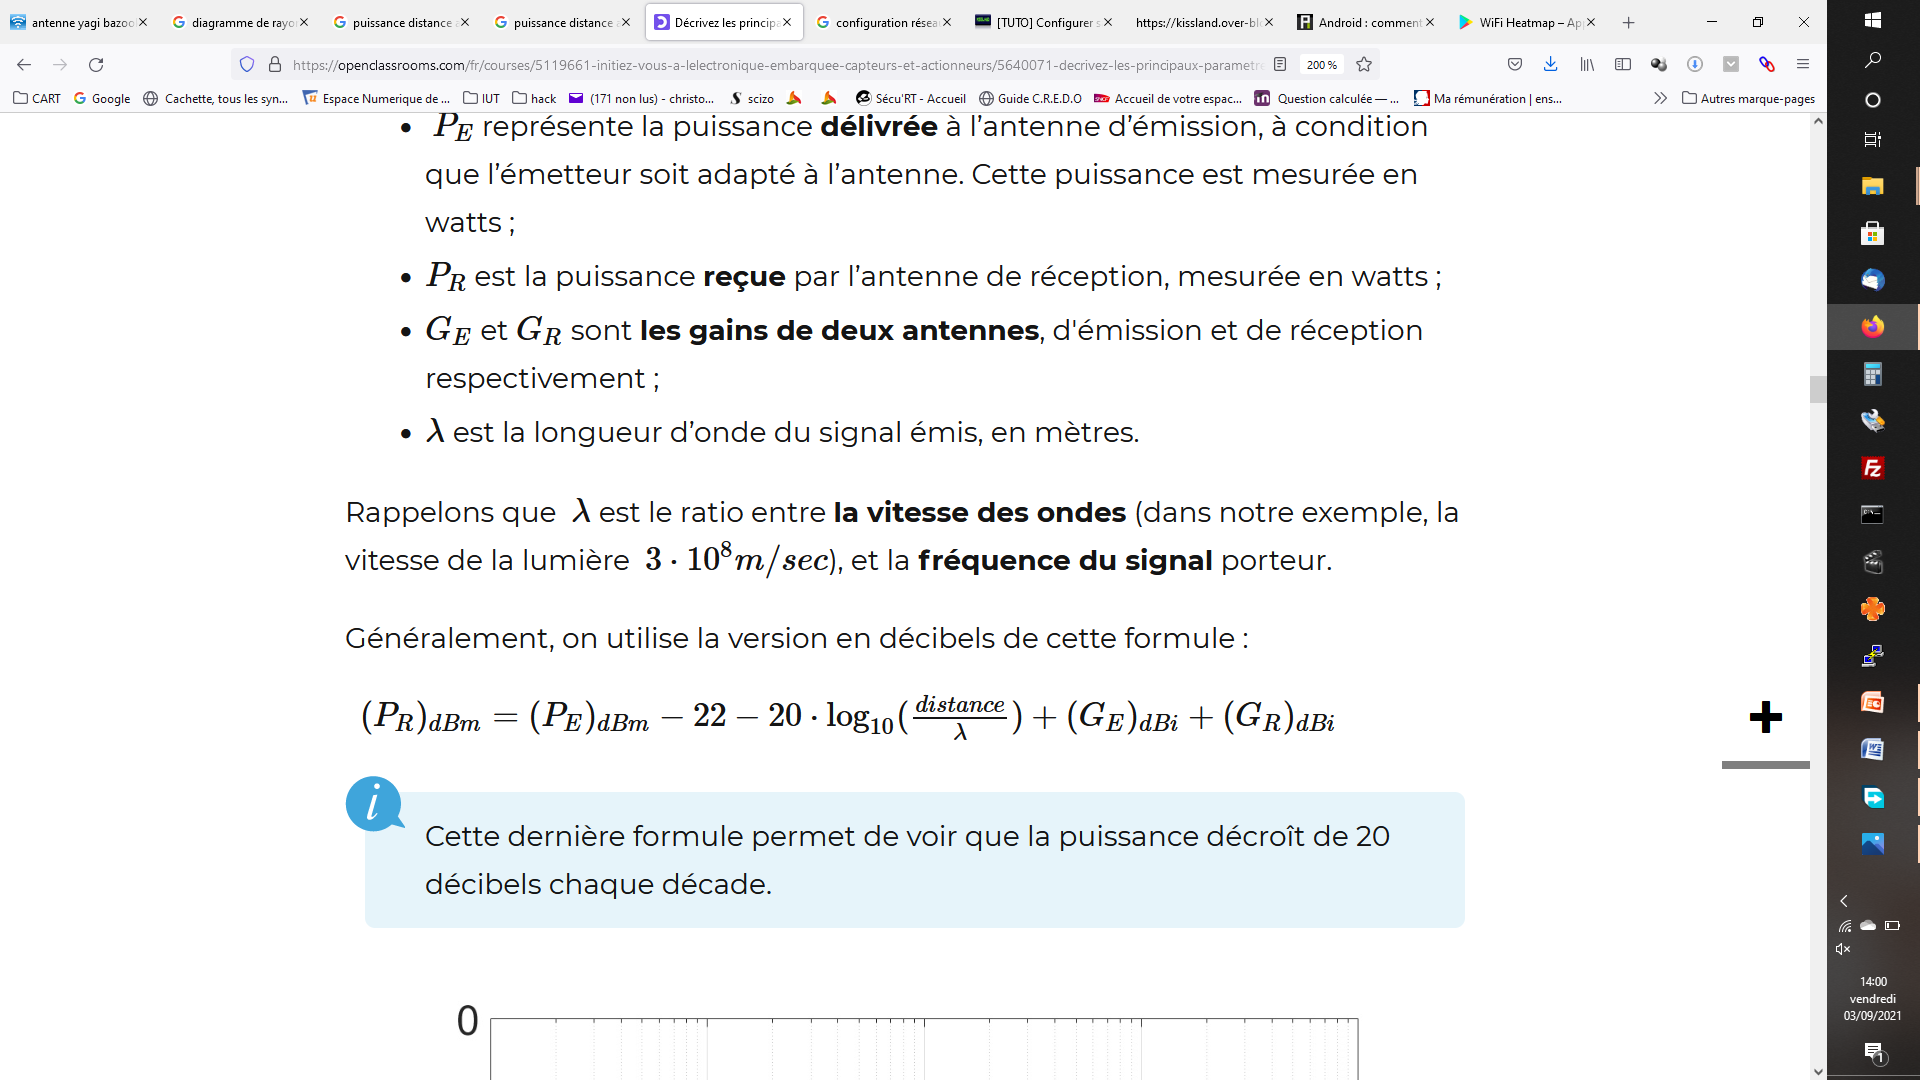 antenne yagi bazoo
diagramme de rayo
puissance distance a
puissance distance a
Décrivez les princip
configuration résea
[TUTO] Configurer s
https://kissland.over-bl
Android : comment
WiFi Heatmap – Ap
https://openclassrooms.com/fr/courses/5119661-initiez-vous-a-lelectronique-embarquee-capteurs-et-actionneurs/5640071-decrivez-les-principaux-parametre
200 %
CART
Google
Cachette, tous les syn...
Espace Numerique de ...
IUT
hack
(171 non lus) - christo...
scizo
Sécu'RT - Accueil
Guide C.R.E.D.O
Accueil de votre espac...
Question calculée — ...
Ma rémunération | ens...
Autres marque-pages
• P_E représente la puissance délivrée à l’antenne d’émission, à condition
que l’émetteur soit adapté à l’antenne. Cette puissance est mesurée en
watts ;
• P_R est la puissance reçue par l’antenne de réception, mesurée en watts ;
• G_E et G_R sont les gains de deux antennes, d'émission et de réception
respectivement ;
• λ est la longueur d’onde du signal émis, en mètres.
Rappelons que λ est le ratio entre la vitesse des ondes (dans notre exemple, la
vitesse de la lumière 3 · 10^8 m/sec), et la fréquence du signal porteur.
Généralement, on utilise la version en décibels de cette formule :
(P_R)_dBm = (P_E)_dBm − 22 − 20 · log_10(distance/λ) + (G_E)_dBi + (G_R)_dBi
i
Cette dernière formule permet de voir que la puissance décroît de 20
décibels chaque décade.
0
14:00
vendredi
03/09/2021
1